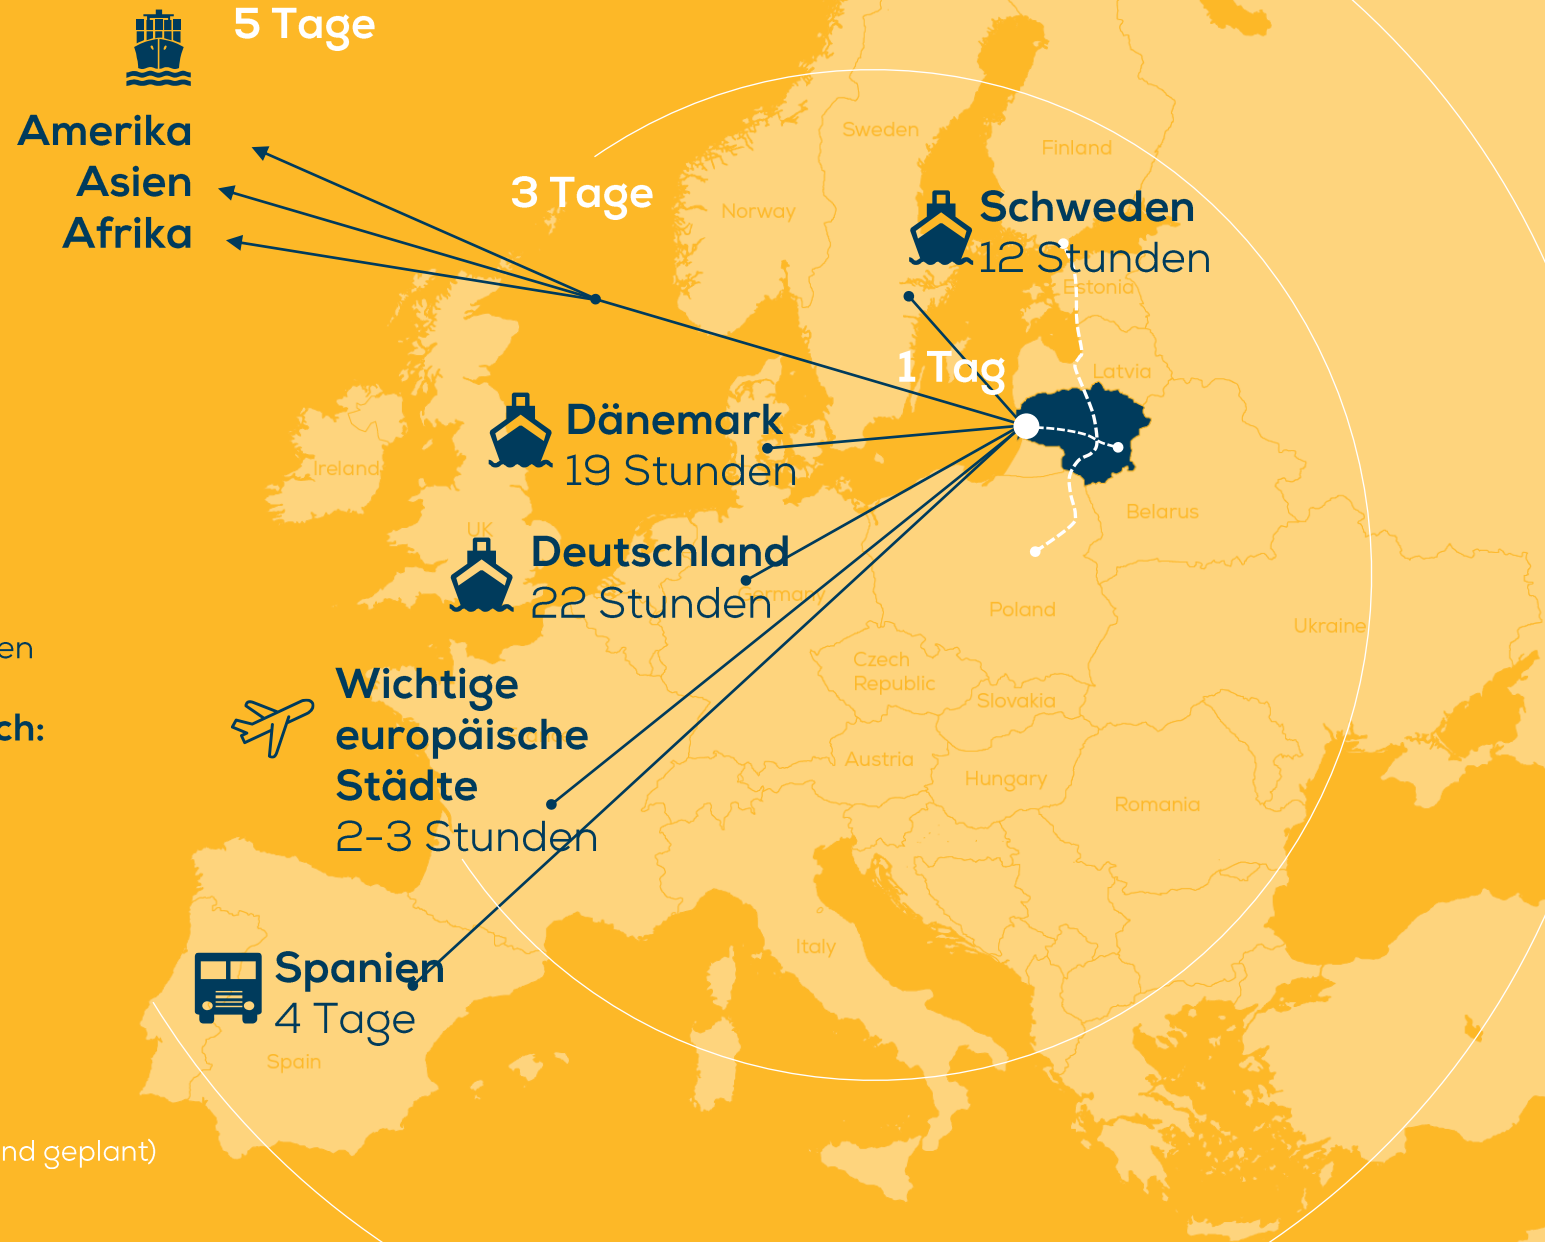 5 Tage
Amerika
Asien
Afrika
3 Tage
Sweden
Finland
Norway
Schweden
12 Stunden
Estonia
1 Tag
Latvia
Dänemark
19 Stunden
Ireland
UK
Belarus
Deutschland
22 Stunden
Germany
Poland
Ukraine
en
Czech
Republic
Slovakia
Wichtige
europäische
Städte
2-3 Stunden
ch:
Austria
Hungary
Romania
Italy
Spanien
4 Tage
Spain
nd geplant)